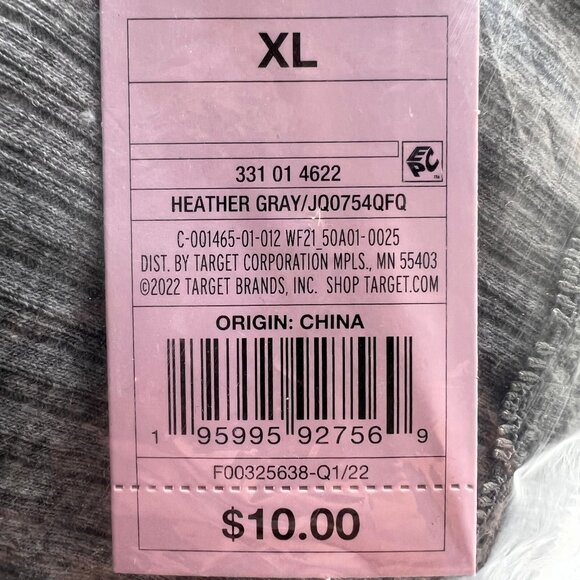 XL
EPC
™
331 01 4622
HEATHER GRAY/JQ0754QFQ
C-001465-01-012 WF21_50A01-0025
DIST. BY TARGET CORPORATION MPLS., MN 55403
©2022 TARGET BRANDS, INC. SHOP TARGET.COM
ORIGIN: CHINA
1 95995 92756 9
F00325638-Q1/22
$10.00